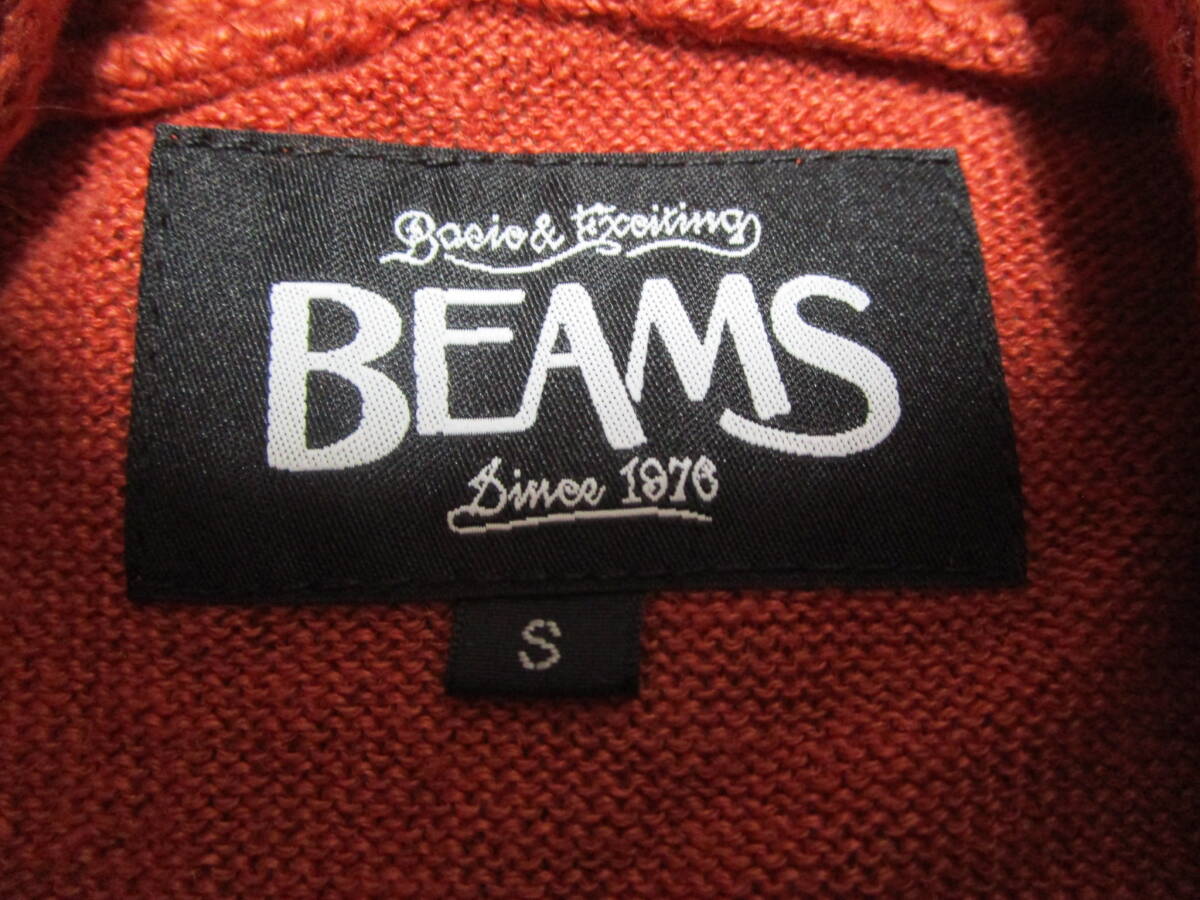 Basic & Exciting
BEAMS
Since 1976
S